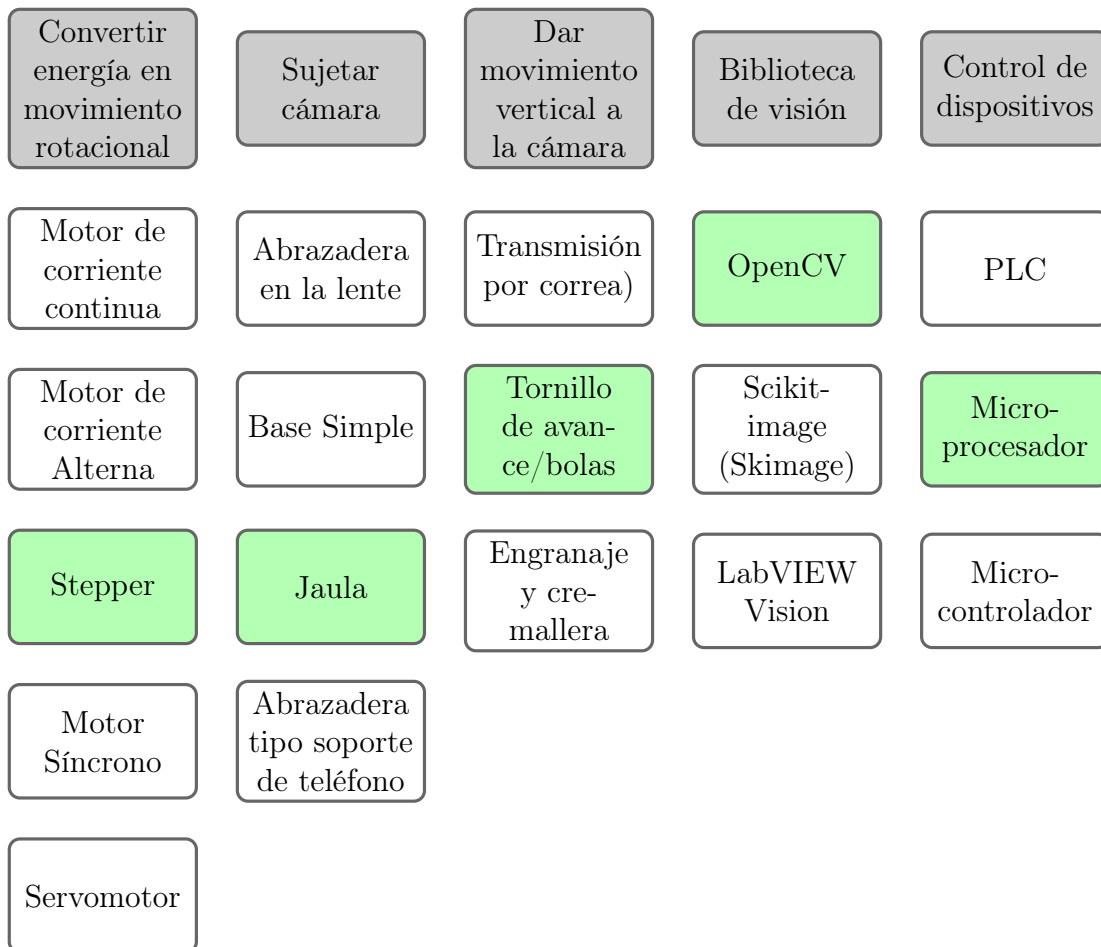 Convertir
energía en
movimiento
rotacional
Sujetar
cámara
Dar
movimiento
vertical a
la cámara
Biblioteca
de visión
Control de
dispositivos
Motor de
corriente
continua
Abrazadera
en la lente
Transmisión
por correa)
OpenCV
PLC
Motor de
corriente
Alterna
Base Simple
Tornillo
de avan-
ce/bolas
Scikit-
image
(Skimage)
Micro-
procesador
Stepper
Jaula
Engranaje
y cre-
mallera
LabVIEW
Vision
Micro-
controlador
Motor
Síncrono
Abrazadera
tipo soporte
de teléfono
Servomotor